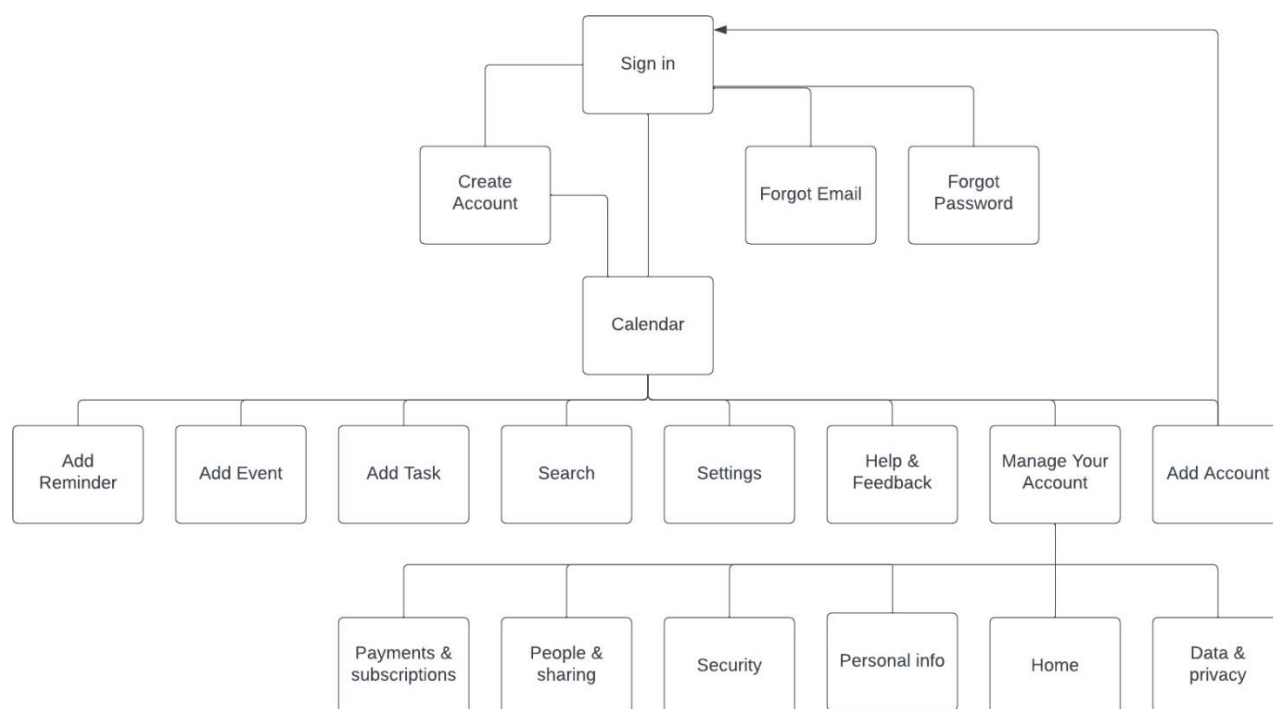 Sign in
Create
Account
Forgot Email
Forgot
Password
Calendar
Add
Reminder
Add Event
Add Task
Search
Settings
Help &
Feedback
Manage Your
Account
Add Account
Payments &
subscriptions
People &
sharing
Security
Personal info
Home
Data &
privacy